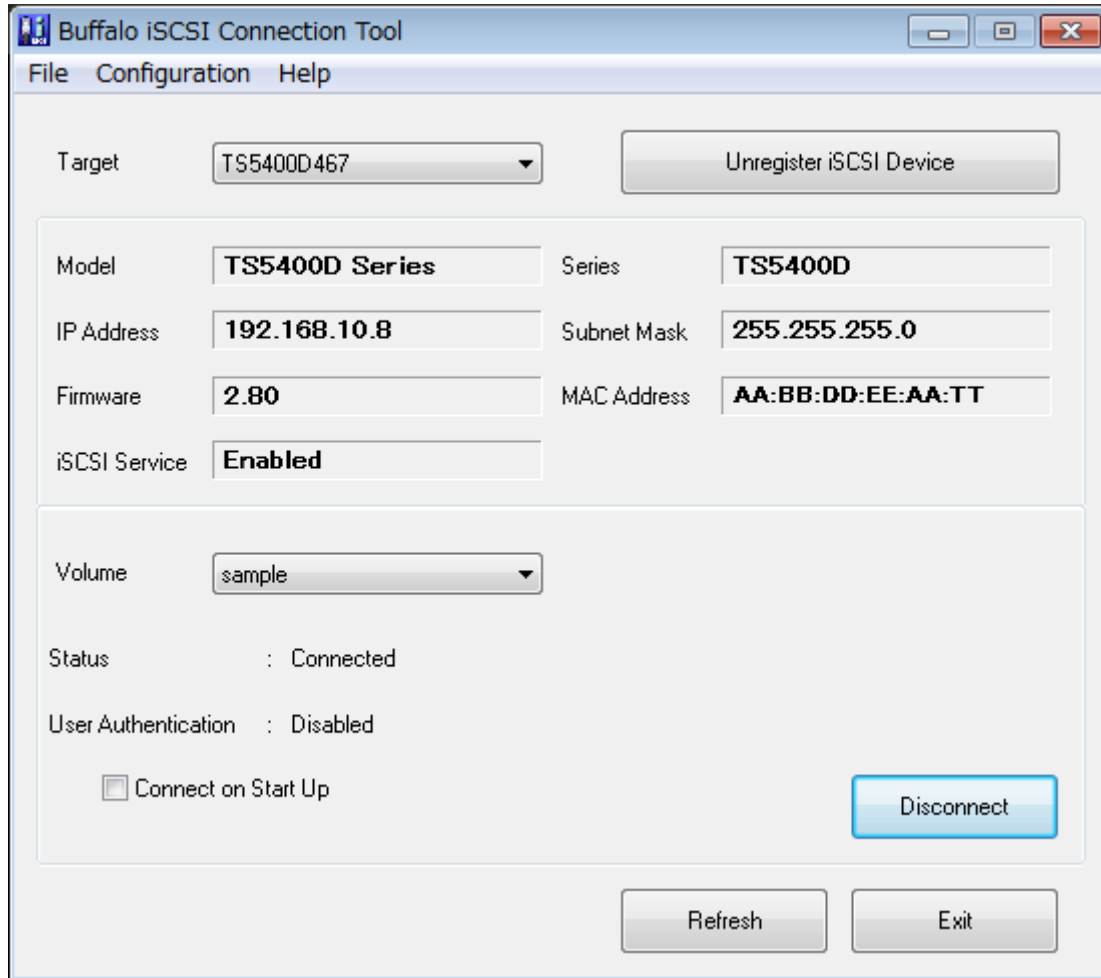 Buffalo iSCSI Connection Tool
File Configuration Help
Target TS5400D467 Unregister iSCSI Device
Model TS5400D Series Series TS5400D
IP Address 192.168.10.8 Subnet Mask 255.255.255.0
Firmware 2.80 MAC Address AA:BB:DD:EE:AA:TT
iSCSI Service Enabled
Volume sample
Status : Connected
User Authentication : Disabled
Connect on Start Up
Disconnect
Refresh Exit